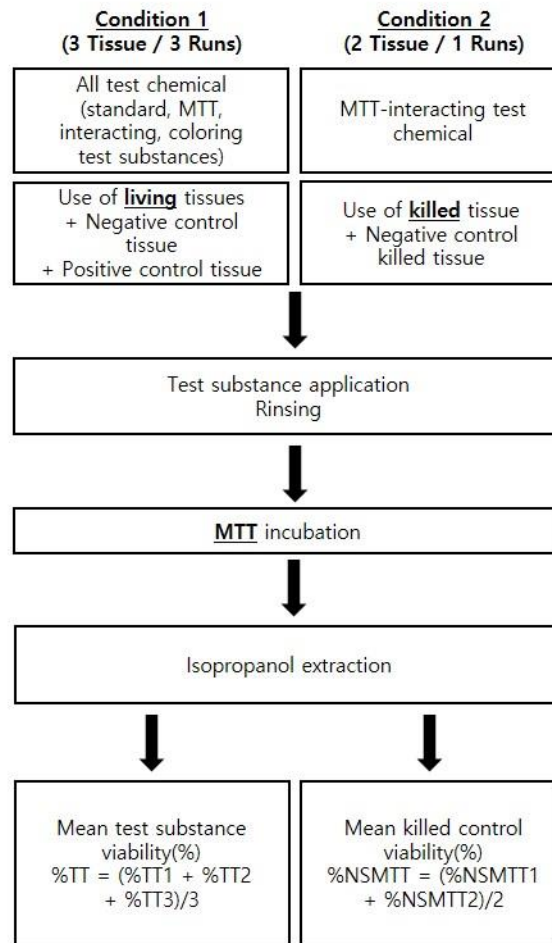 Condition 1
(3 Tissue / 3 Runs)
Condition 2
(2 Tissue / 1 Runs)
All test chemical
(standard, MTT,
interacting, coloring
test substances)
MTT-interacting test
chemical
Use of living tissues
+ Negative control
tissue
+ Positive control tissue
Use of killed tissue
+ Negative control
killed tissue
Test substance application
Rinsing
MTT incubation
Isopropanol extraction
Mean test substance
viability(%)
%TT = (%TT1 + %TT2
+ %TT3)/3
Mean killed control
viability(%)
%NSMTT = (%NSMTT1
+ %NSMTT2)/2